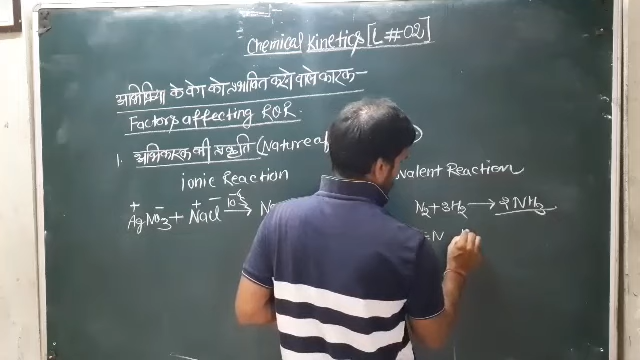 Chemical Kinetics [L #02]
अभिक्रिया के वेग को प्रभावित करने वाले कारक-
Factors affecting ROR.
1. अभिकारक की प्रकृति (Nature of
ionic Reaction valent Reaction
AgNO₃ + NaCl → N₂ + 3H₂ → 2NH₃
≡N